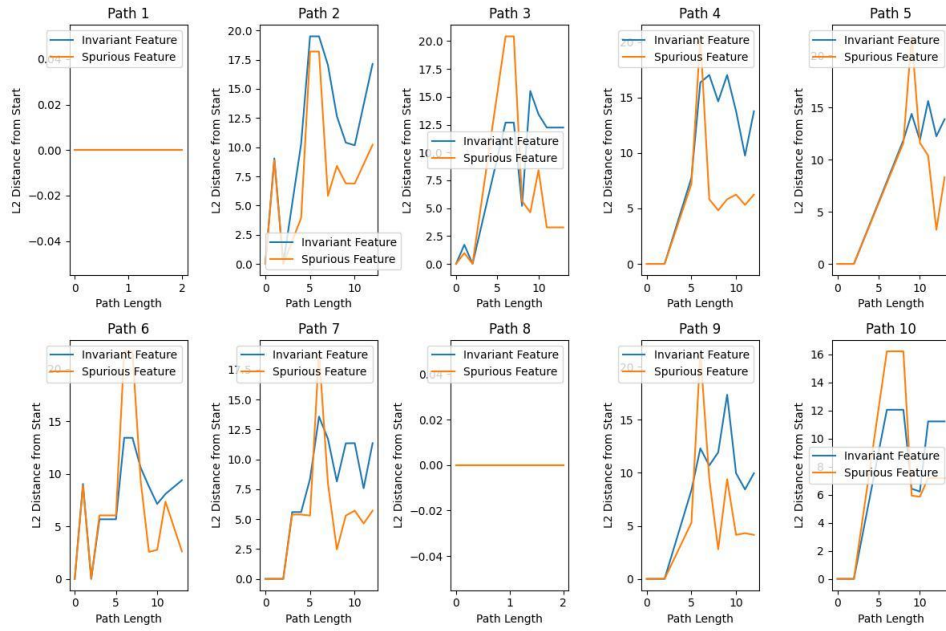 Path 1
Invariant Feature
Spurious Feature
0.04
0.02
0.00
−0.02
−0.04
L2 Distance from Start
0 1 2
Path Length
Path 2
Invariant Feature
Spurious Feature
20.0
17.5
15.0
12.5
10.0
7.5
5.0
2.5
0.0
L2 Distance from Start
0 5 10
Path Length
Path 3
20.0
17.5
15.0
12.5
Invariant Feature
Spurious Feature
10.0
7.5
5.0
2.5
0.0
L2 Distance from Start
0 5 10
Path Length
Path 4
Invariant Feature
Spurious Feature
20
15
10
5
0
L2 Distance from Start
0 5 10
Path Length
Path 5
Invariant Feature
Spurious Feature
20
15
10
5
0
L2 Distance from Start
0 5 10
Path Length
Path 6
Invariant Feature
Spurious Feature
20
15
10
5
0
L2 Distance from Start
0 5 10
Path Length
Path 7
Invariant Feature
Spurious Feature
17.5
15.0
12.5
10.0
7.5
5.0
2.5
0.0
L2 Distance from Start
0 5 10
Path Length
Path 8
Invariant Feature
Spurious Feature
0.04
0.02
0.00
−0.02
−0.04
L2 Distance from Start
0 1 2
Path Length
Path 9
Invariant Feature
Spurious Feature
20
15
10
5
0
L2 Distance from Start
0 5 10
Path Length
Path 10
16
14
12
10
Invariant Feature
Spurious Feature
8
6
4
2
0
L2 Distance from Start
0 5 10
Path Length